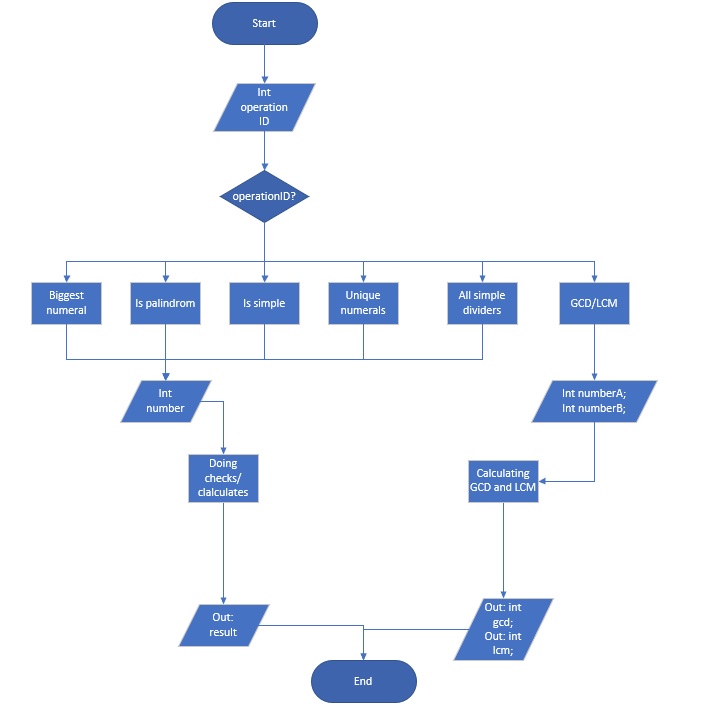 Start
Int
operation
ID
operationID?
Biggest
numeral
Is palindrom
Is simple
Unique
numerals
All simple
dividers
GCD/LCM
Int
number
Int numberA;
Int numberB;
Doing
checks/
clalculates
Calculating
GCD and LCM
Out:
result
Out: int
gcd;
Out: int
lcm;
End